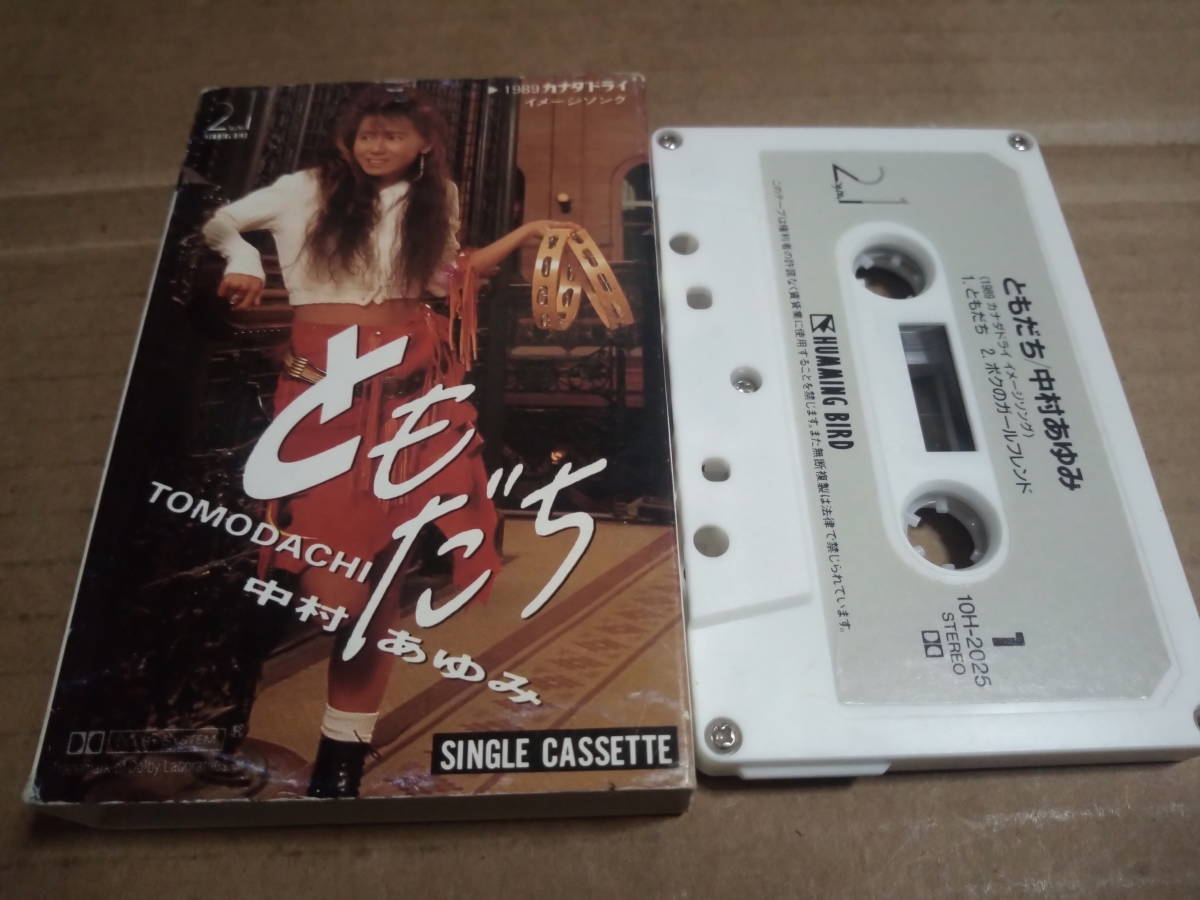 ▶ 1989 カナダドライ
イメージソング
ともだち
TOMODACHI
中村あゆみ
SINGLE CASSETTE
Trademark of Dolby Laboratories
ともだち/中村あゆみ
(1989 カナダドライ イメージソング)
1. ともだち 2. ボクのガールフレンド
1
10H-2025
STEREO
HUMMING BIRD
このテープは権利者の許諾なく賃貸業に使用することを禁じます。また無断複製は法律で禁じられています。